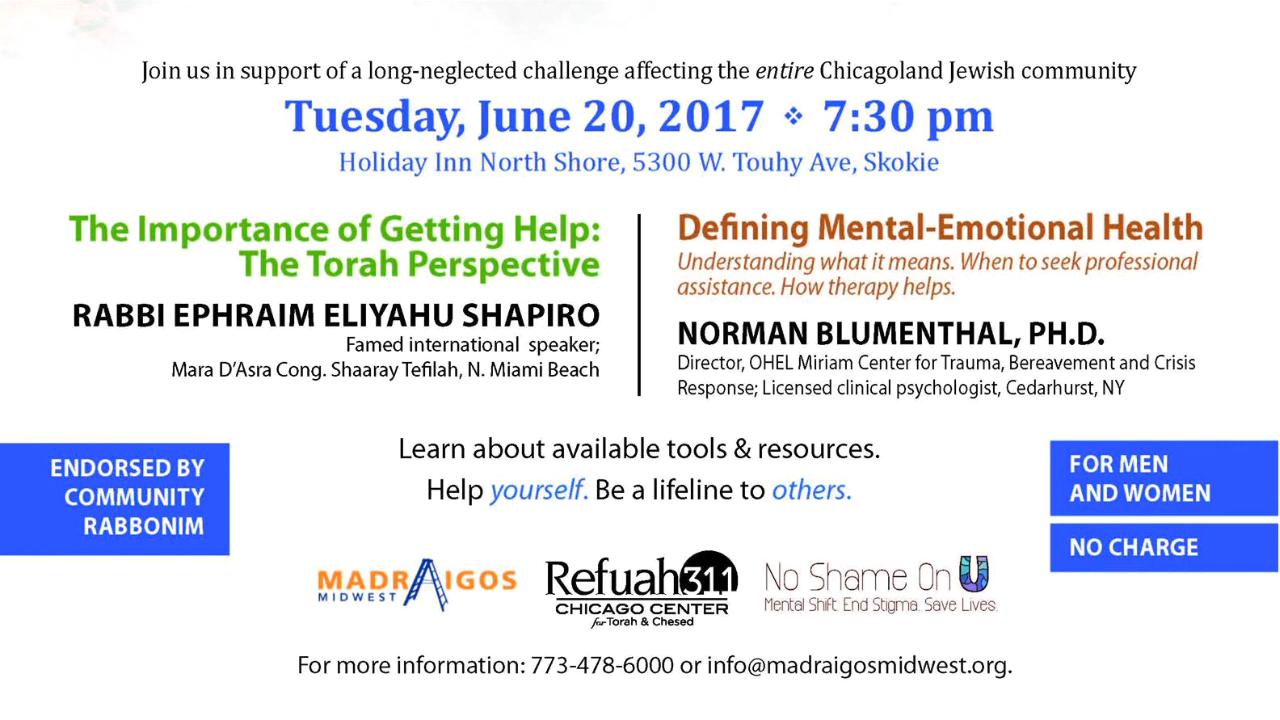 Join us in support of a long-neglected challenge affecting the entire Chicagoland Jewish community
Tuesday, June 20, 2017 ❖ 7:30 pm
Holiday Inn North Shore, 5300 W. Touhy Ave, Skokie
The Importance of Getting Help:
The Torah Perspective
RABBI EPHRAIM ELIYAHU SHAPIRO
Famed international speaker;
Mara D'Asra Cong. Shaaray Tefilah, N. Miami Beach
Defining Mental-Emotional Health
Understanding what it means. When to seek professional
assistance. How therapy helps.
NORMAN BLUMENTHAL, PH.D.
Director, OHEL Miriam Center for Trauma, Bereavement and Crisis
Response; Licensed clinical psychologist, Cedarhurst, NY
Learn about available tools & resources.
Help yourself. Be a lifeline to others.
ENDORSED BY
COMMUNITY
RABBONIM
FOR MEN
AND WOMEN
NO CHARGE
MADRAIGOS
MIDWEST
Refuah311
CHICAGO CENTER
for Torah & Chesed
No Shame On U
Mental Shift. End Stigma. Save Lives.
For more information: 773-478-6000 or info@madraigosmidwest.org.